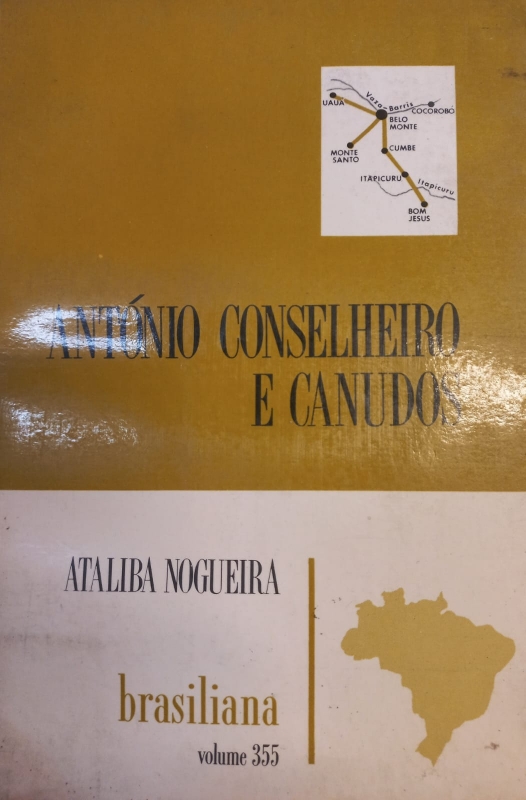 UAUÁ
Vaza Barris
COCOROBÓ
BELO
MONTE
MONTE
SANTO
CUMBE
ITAPICURU
Itapicuru
BOM
JESUS
ANTÓNIO CONSELHEIRO
E CANUDOS
ATALIBA NOGUEIRA
brasiliana
volume 355